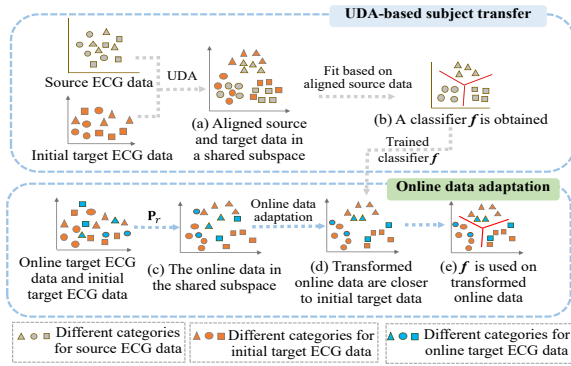 UDA-based subject transfer
Source ECG data
UDA
Initial target ECG data
(a) Aligned source
and target data in
a shared subspace
Fit based on
aligned source data
(b) A classifier f is obtained
Trained
classifier f
Online data adaptation
Online target ECG
data and initial
target ECG data
Pr
(c) The online data in
the shared subspace
Online data
adaptation
(d) Transformed
online data are closer
to initial target data
(e) f is used on
transformed
online data
Different categories
for source ECG data
Different categories for
initial target ECG data
Different categories for
online target ECG data